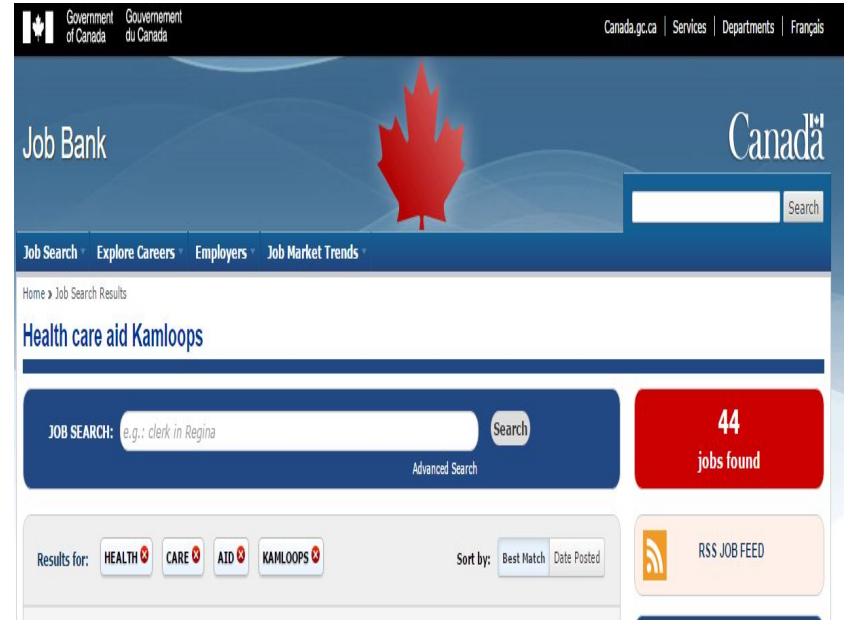 Government of Canada
Gouvernement du Canada
Canada.gc.ca | Services | Departments | Français
Job Bank
Canada
Search
Job Search Explore Careers Employers Job Market Trends
Home » Job Search Results
Health care aid Kamloops
JOB SEARCH: e.g.: clerk in Regina Search
Advanced Search
44
jobs found
Results for: HEALTH CARE AID KAMLOOPS Sort by: Best Match Date Posted
RSS JOB FEED